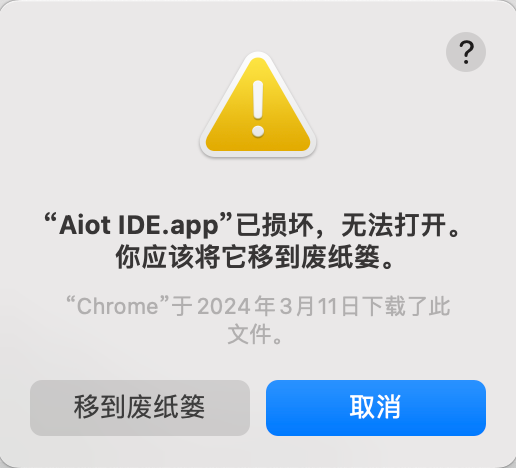 ?
“Aiot IDE.app”已损坏，无法打开。
你应该将它移到废纸篓。
“Chrome”于 2024 年 3 月 11 日下载了此
文件。
移到废纸篓
取消